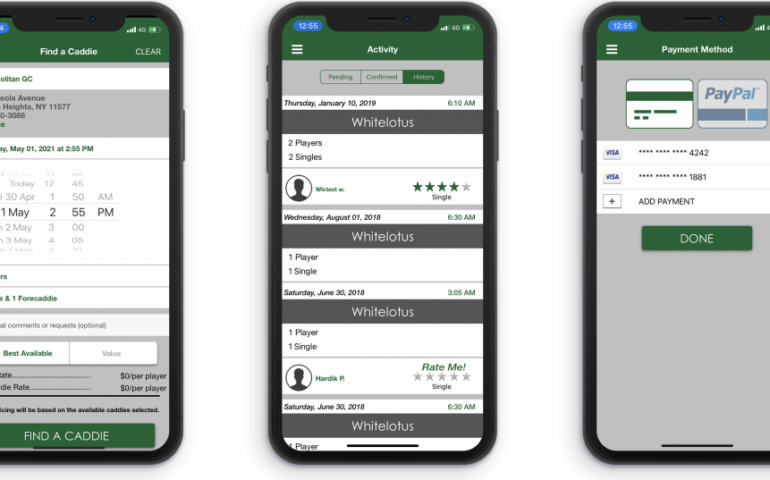 4G
Find a Caddie CLEAR
olitan GC
eola Avenue
Heights, NY 11577
0-3088
e
ay, May 01, 2021 at 2:55 PM
Today 12 45
i 30 Apr 1 50 AM
1 May 2 55 PM
n 2 May 3 00
n 3 May 4 05
ers
e & 1 Forecaddie
al comments or requests (optional)
Best Available Value
ate $0/per player
die Rate $0/per player
icing will be based on the available caddies selected.
FIND A CADDIE
12:55 4G
Activity
Pending Confirmed History
Thursday, January 10, 2019 6:10 AM
Whitelotus
2 Players
2 Singles
Wlctest w.
Single
Wednesday, August 01, 2018 6:30 AM
Whitelotus
1 Player
1 Single
Saturday, June 30, 2018 3:05 AM
Whitelotus
1 Player
1 Single
Hardik P.
Rate Me!
Single
Saturday, June 30, 2018 6:30 AM
Whitelotus
1 Player
12:55 4
Payment Method
PayPal
VISA **** **** **** 4242
VISA **** **** **** 1881
+ ADD PAYMENT
DONE